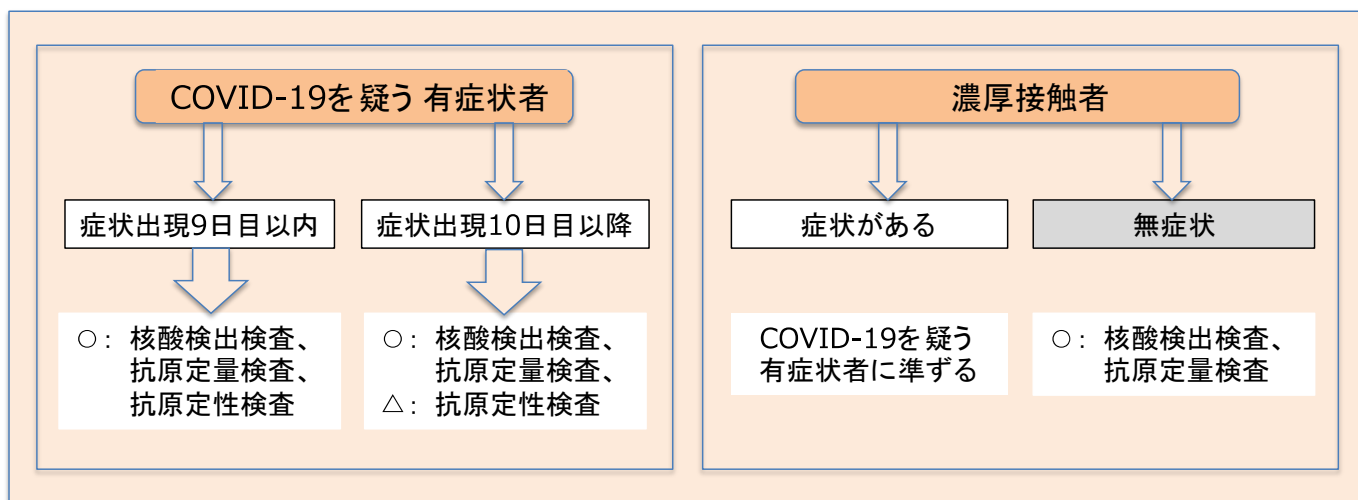 COVID-19を疑う有症状者
症状出現9日目以内
症状出現10日目以降
○： 核酸検出検査、
抗原定量検査、
抗原定性検査
○： 核酸検出検査、
抗原定量検査、
△： 抗原定性検査
濃厚接触者
症状がある
無症状
COVID-19を疑う
有症状者に準ずる
○： 核酸検出検査、
抗原定量検査